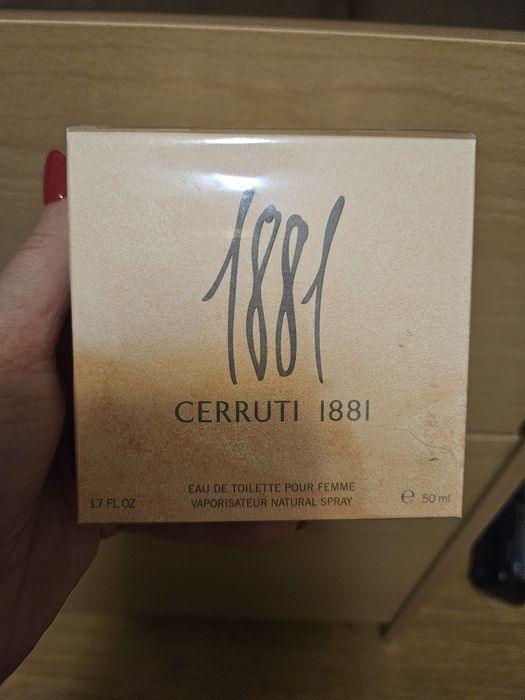 1881
CERRUTI 1881
EAU DE TOILETTE POUR FEMME
1.7 FL OZ VAPORISATEUR NATURAL SPRAY ℮ 50 ml